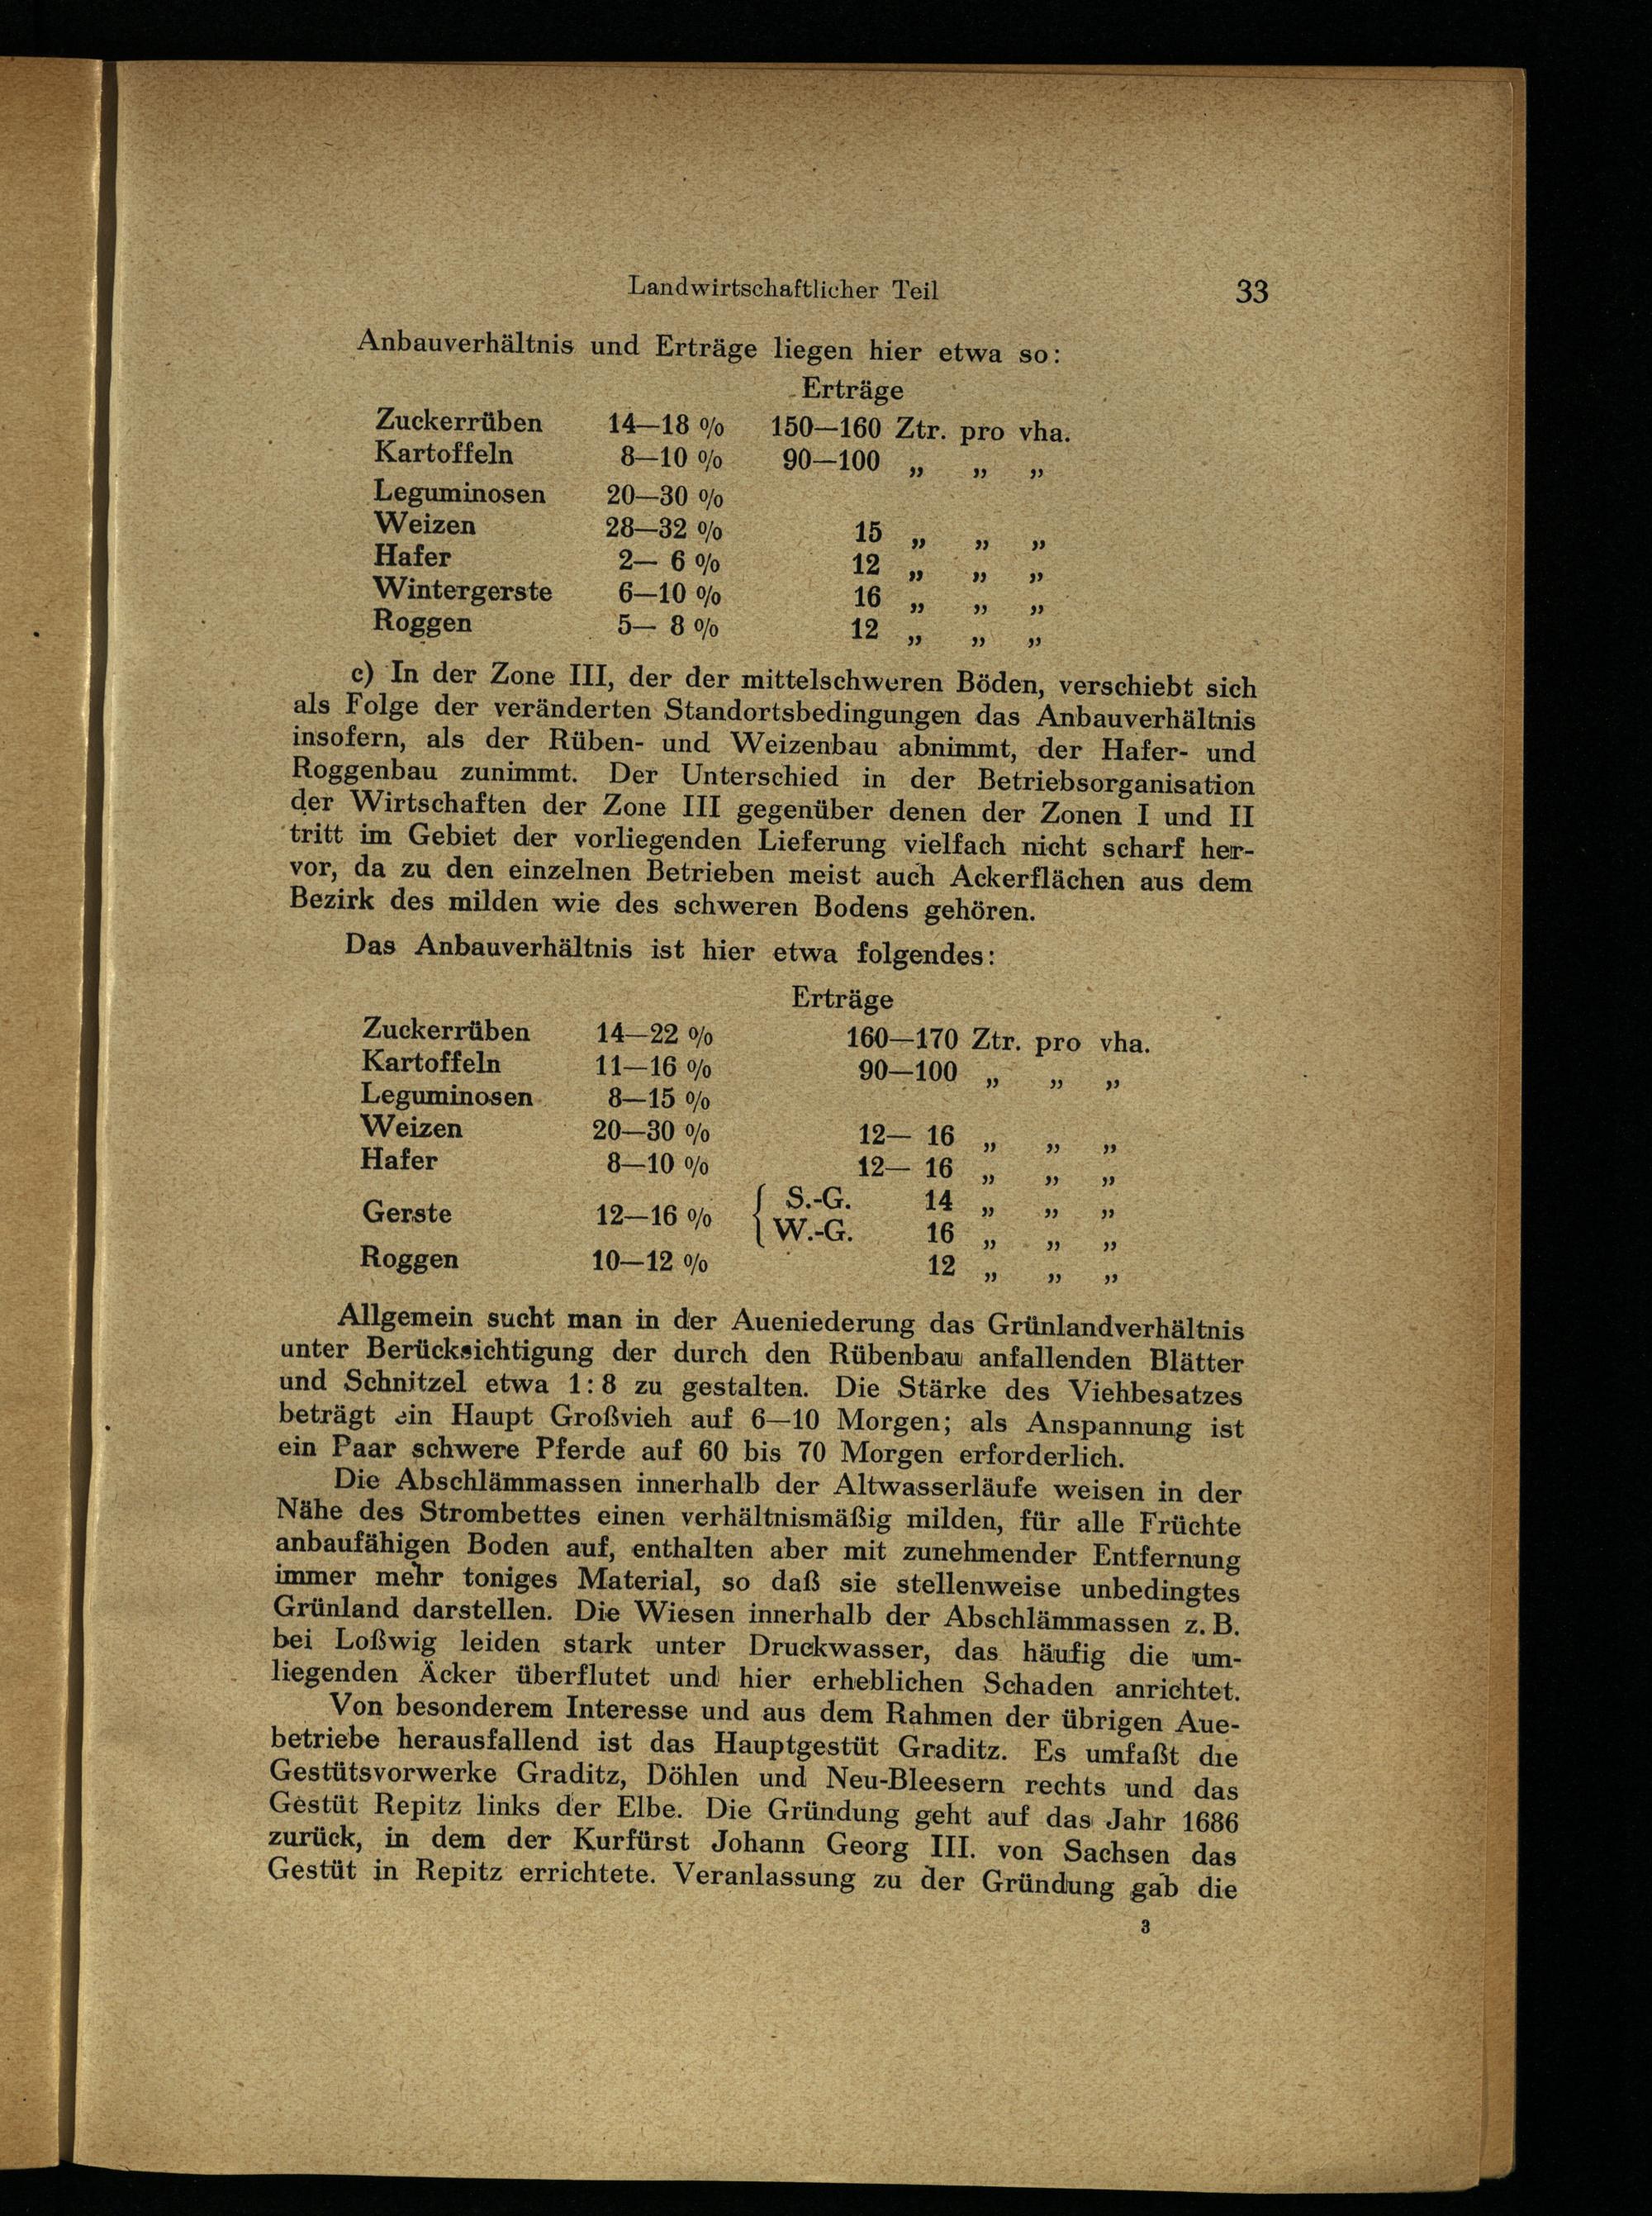 Landwirtschaftlicher Teil 33
Anbauverhältnis und Erträge liegen hier etwa so:
Erträge
Zuckerrüben 14—18 % 150—160 Ztr. pro vha.
Kartoffeln 8—10 % 90—100 „ „ „
Leguminosen 20—30 %
Weizen 28—32 % 15 „ „ „
Hafer 2— 6 % 12 „ „ „
Wintergerste 6—10 % 16 „ „ „
Roggen 5— 8 % 12 „ „ „
c) In der Zone III, der der mittelschweren Böden, verschiebt sich
als Folge der veränderten Standortsbedingungen das Anbauverhältnis
insofern, als der Rüben- und Weizenbau abnimmt, der Hafer- und
Roggenbau zunimmt. Der Unterschied in der Betriebsorganisation
der Wirtschaften der Zone III gegenüber denen der Zonen I und II
tritt im Gebiet der vorliegenden Lieferung vielfach nicht scharf her-
vor, da zu den einzelnen Betrieben meist auch Ackerflächen aus dem
Bezirk des milden wie des schweren Bodens gehören.
Das Anbauverhältnis ist hier etwa folgendes:
Erträge
Zuckerrüben 14—22 % 160—170 Ztr. pro vha.
Kartoffeln 11—16 % 90—100 „ „ „
Leguminosen 8—15 %
Weizen 20—30 % 12— 16 „ „ „
Hafer 8—10 % 12— 16 „ „ „
Gerste 12—16 % { S.-G. 14 „ „ „
W.-G. 16 „ „ „
Roggen 10—12 % 12 „ „ „
Allgemein sucht man in der Aueniederung das Grünlandverhältnis
unter Berücksichtigung der durch den Rübenbau anfallenden Blätter
und Schnitzel etwa 1:8 zu gestalten. Die Stärke des Viehbesatzes
beträgt ein Haupt Großvieh auf 6—10 Morgen; als Anspannung ist
ein Paar schwere Pferde auf 60 bis 70 Morgen erforderlich.
Die Abschlämmassen innerhalb der Altwasserläufe weisen in der
Nähe des Strombettes einen verhältnismäßig milden, für alle Früchte
anbaufähigen Boden auf, enthalten aber mit zunehmender Entfernung
immer mehr toniges Material, so daß sie stellenweise unbedingtes
Grünland darstellen. Die Wiesen innerhalb der Abschlämmassen z. B.
bei Loßwig leiden stark unter Druckwasser, das häufig die um-
liegenden Äcker überflutet und hier erheblichen Schaden anrichtet.
Von besonderem Interesse und aus dem Rahmen der übrigen Aue-
betriebe herausfallend ist das Hauptgestüt Graditz. Es umfaßt die
Gestütsvorwerke Graditz, Döhlen und Neu-Bleesern rechts und das
Gestüt Repitz links der Elbe. Die Gründung geht auf das Jahr 1686
zurück, in dem der Kurfürst Johann Georg III. von Sachsen das
Gestüt in Repitz errichtete. Veranlassung zu der Gründung gab die
3